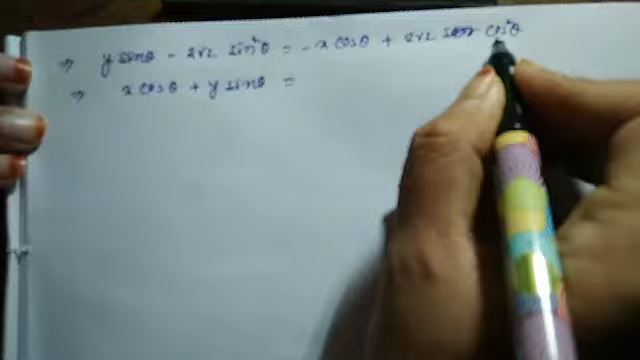 ⇒ y sinθ - 2√2 sin²θ = - x cosθ + 2√2 cos²θ
⇒ x cosθ + y sinθ =